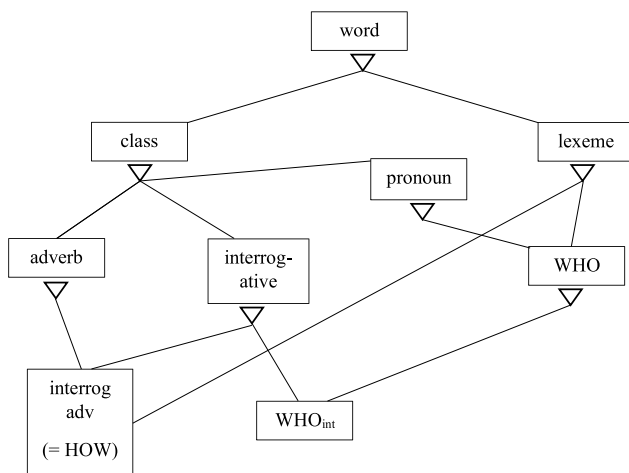 word
class
lexeme
pronoun
adverb
interrog-
ative
WHO
interrog
adv
(= HOW)
WHOint